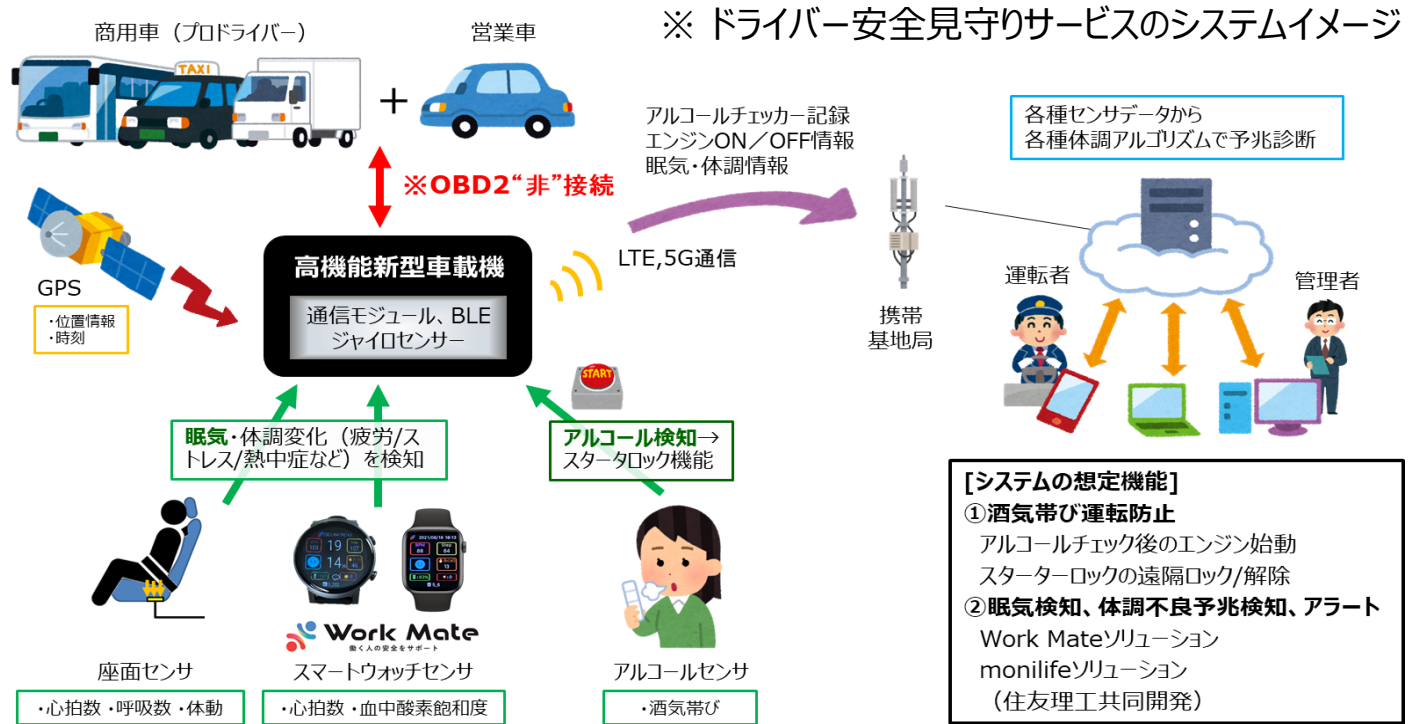 ※ ドライバー安全見守りサービスのシステムイメージ
商用車（プロドライバー）
営業車
TAXI
＋
※OBD2“非”接続
アルコールチェッカー記録
エンジンON／OFF情報
眠気・体調情報
LTE,5G通信
各種センサデータから
各種体調アルゴリズムで予兆診断
GPS
・位置情報
・時刻
高機能新型車載機
通信モジュール、BLE
ジャイロセンサー
携帯
基地局
運転者
管理者
START
眠気・体調変化（疲労/ス
トレス/熱中症など）を検知
アルコール検知→
スタータロック機能
Work Mate
働く人の安全をサポート
座面センサ
・心拍数 ・呼吸数 ・体動
スマートウォッチセンサ
・心拍数 ・血中酸素飽和度
アルコールセンサ
・酒気帯び
[システムの想定機能]
①酒気帯び運転防止
アルコールチェック後のエンジン始動
スターターロックの遠隔ロック/解除
②眠気検知、体調不良予兆検知、アラート
Work Mateソリューション
monilifeソリューション
（住友理工共同開発）